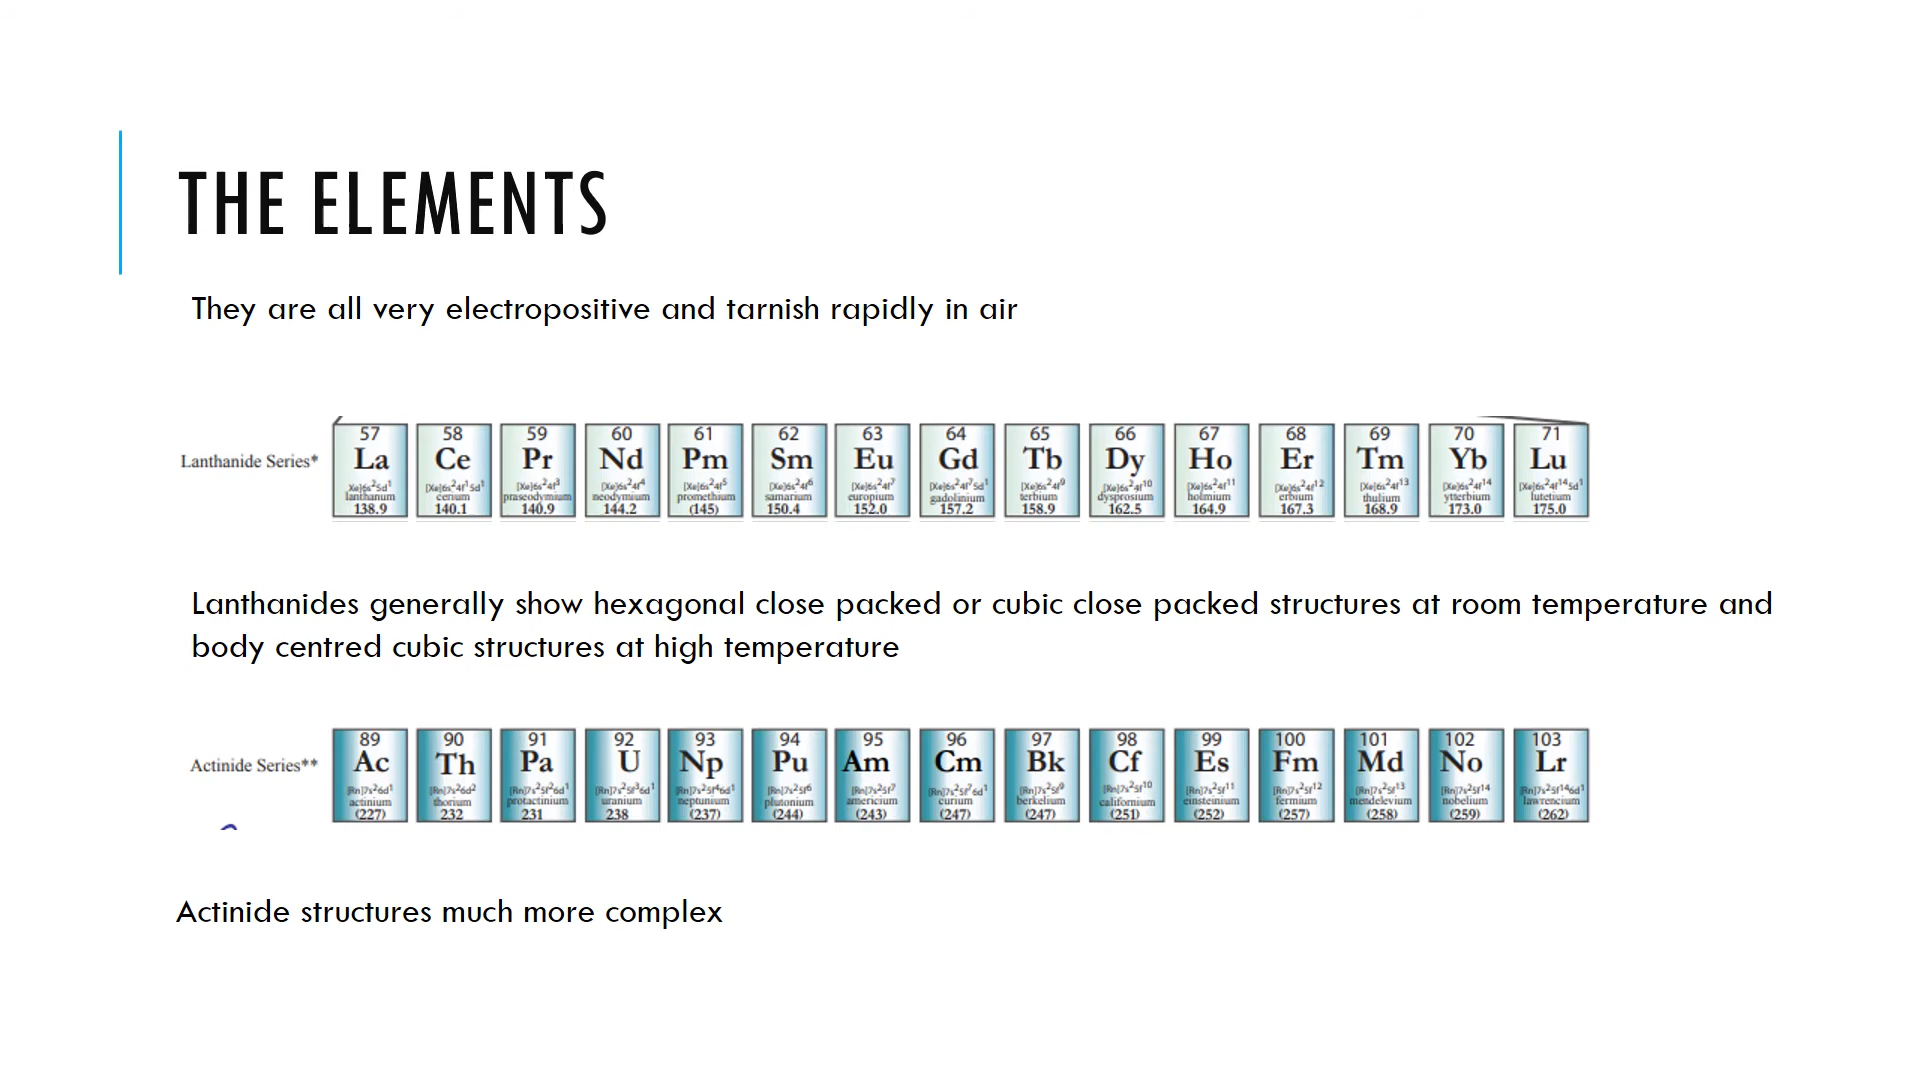 THE ELEMENTS
They are all very electropositive and tarnish rapidly in air
57 58 59 60 61 62 63 64 65 66 67 68 69 70 71
Lanthanide Series* La Ce Pr Nd Pm Sm Eu Gd Tb Dy Ho Er Tm Yb Lu
[Xe]6s²5d¹ [Xe]6s²4f¹5d¹ [Xe]6s²4f³ [Xe]6s²4f⁴ [Xe]6s²4f⁵ [Xe]6s²4f⁶ [Xe]6s²4f⁷ [Xe]6s²4f⁷5d¹ [Xe]6s²4f⁹ [Xe]6s²4f¹⁰ [Xe]6s²4f¹¹ [Xe]6s²4f¹² [Xe]6s²4f¹³ [Xe]6s²4f¹⁴ [Xe]6s²4f¹⁴5d¹
lanthanum cerium praseodymium neodymium promethium samarium europium gadolinium terbium dysprosium holmium erbium thulium ytterbium lutetium
138.9 140.1 140.9 144.2 (145) 150.4 152.0 157.2 158.9 162.5 164.9 167.3 168.9 173.0 175.0
Lanthanides generally show hexagonal close packed or cubic close packed structures at room temperature and
body centred cubic structures at high temperature
89 90 91 92 93 94 95 96 97 98 99 100 101 102 103
Actinide Series** Ac Th Pa U Np Pu Am Cm Bk Cf Es Fm Md No Lr
[Rn]7s²6d¹ [Rn]7s²6d² [Rn]7s²5f²6d¹ [Rn]7s²5f³6d¹ [Rn]7s²5f⁴6d¹ [Rn]7s²5f⁶ [Rn]7s²5f⁷ [Rn]7s²5f⁷6d¹ [Rn]7s²5f⁹ [Rn]7s²5f¹⁰ [Rn]7s²5f¹¹ [Rn]7s²5f¹² [Rn]7s²5f¹³ [Rn]7s²5f¹⁴ [Rn]7s²5f¹⁴6d¹
actinium thorium protactinium uranium neptunium plutonium americium curium berkelium californium einsteinium fermium mendelevium nobelium lawrencium
(227) 232 231 238 (237) (244) (243) (247) (247) (251) (252) (257) (258) (259) (262)
Actinide structures much more complex